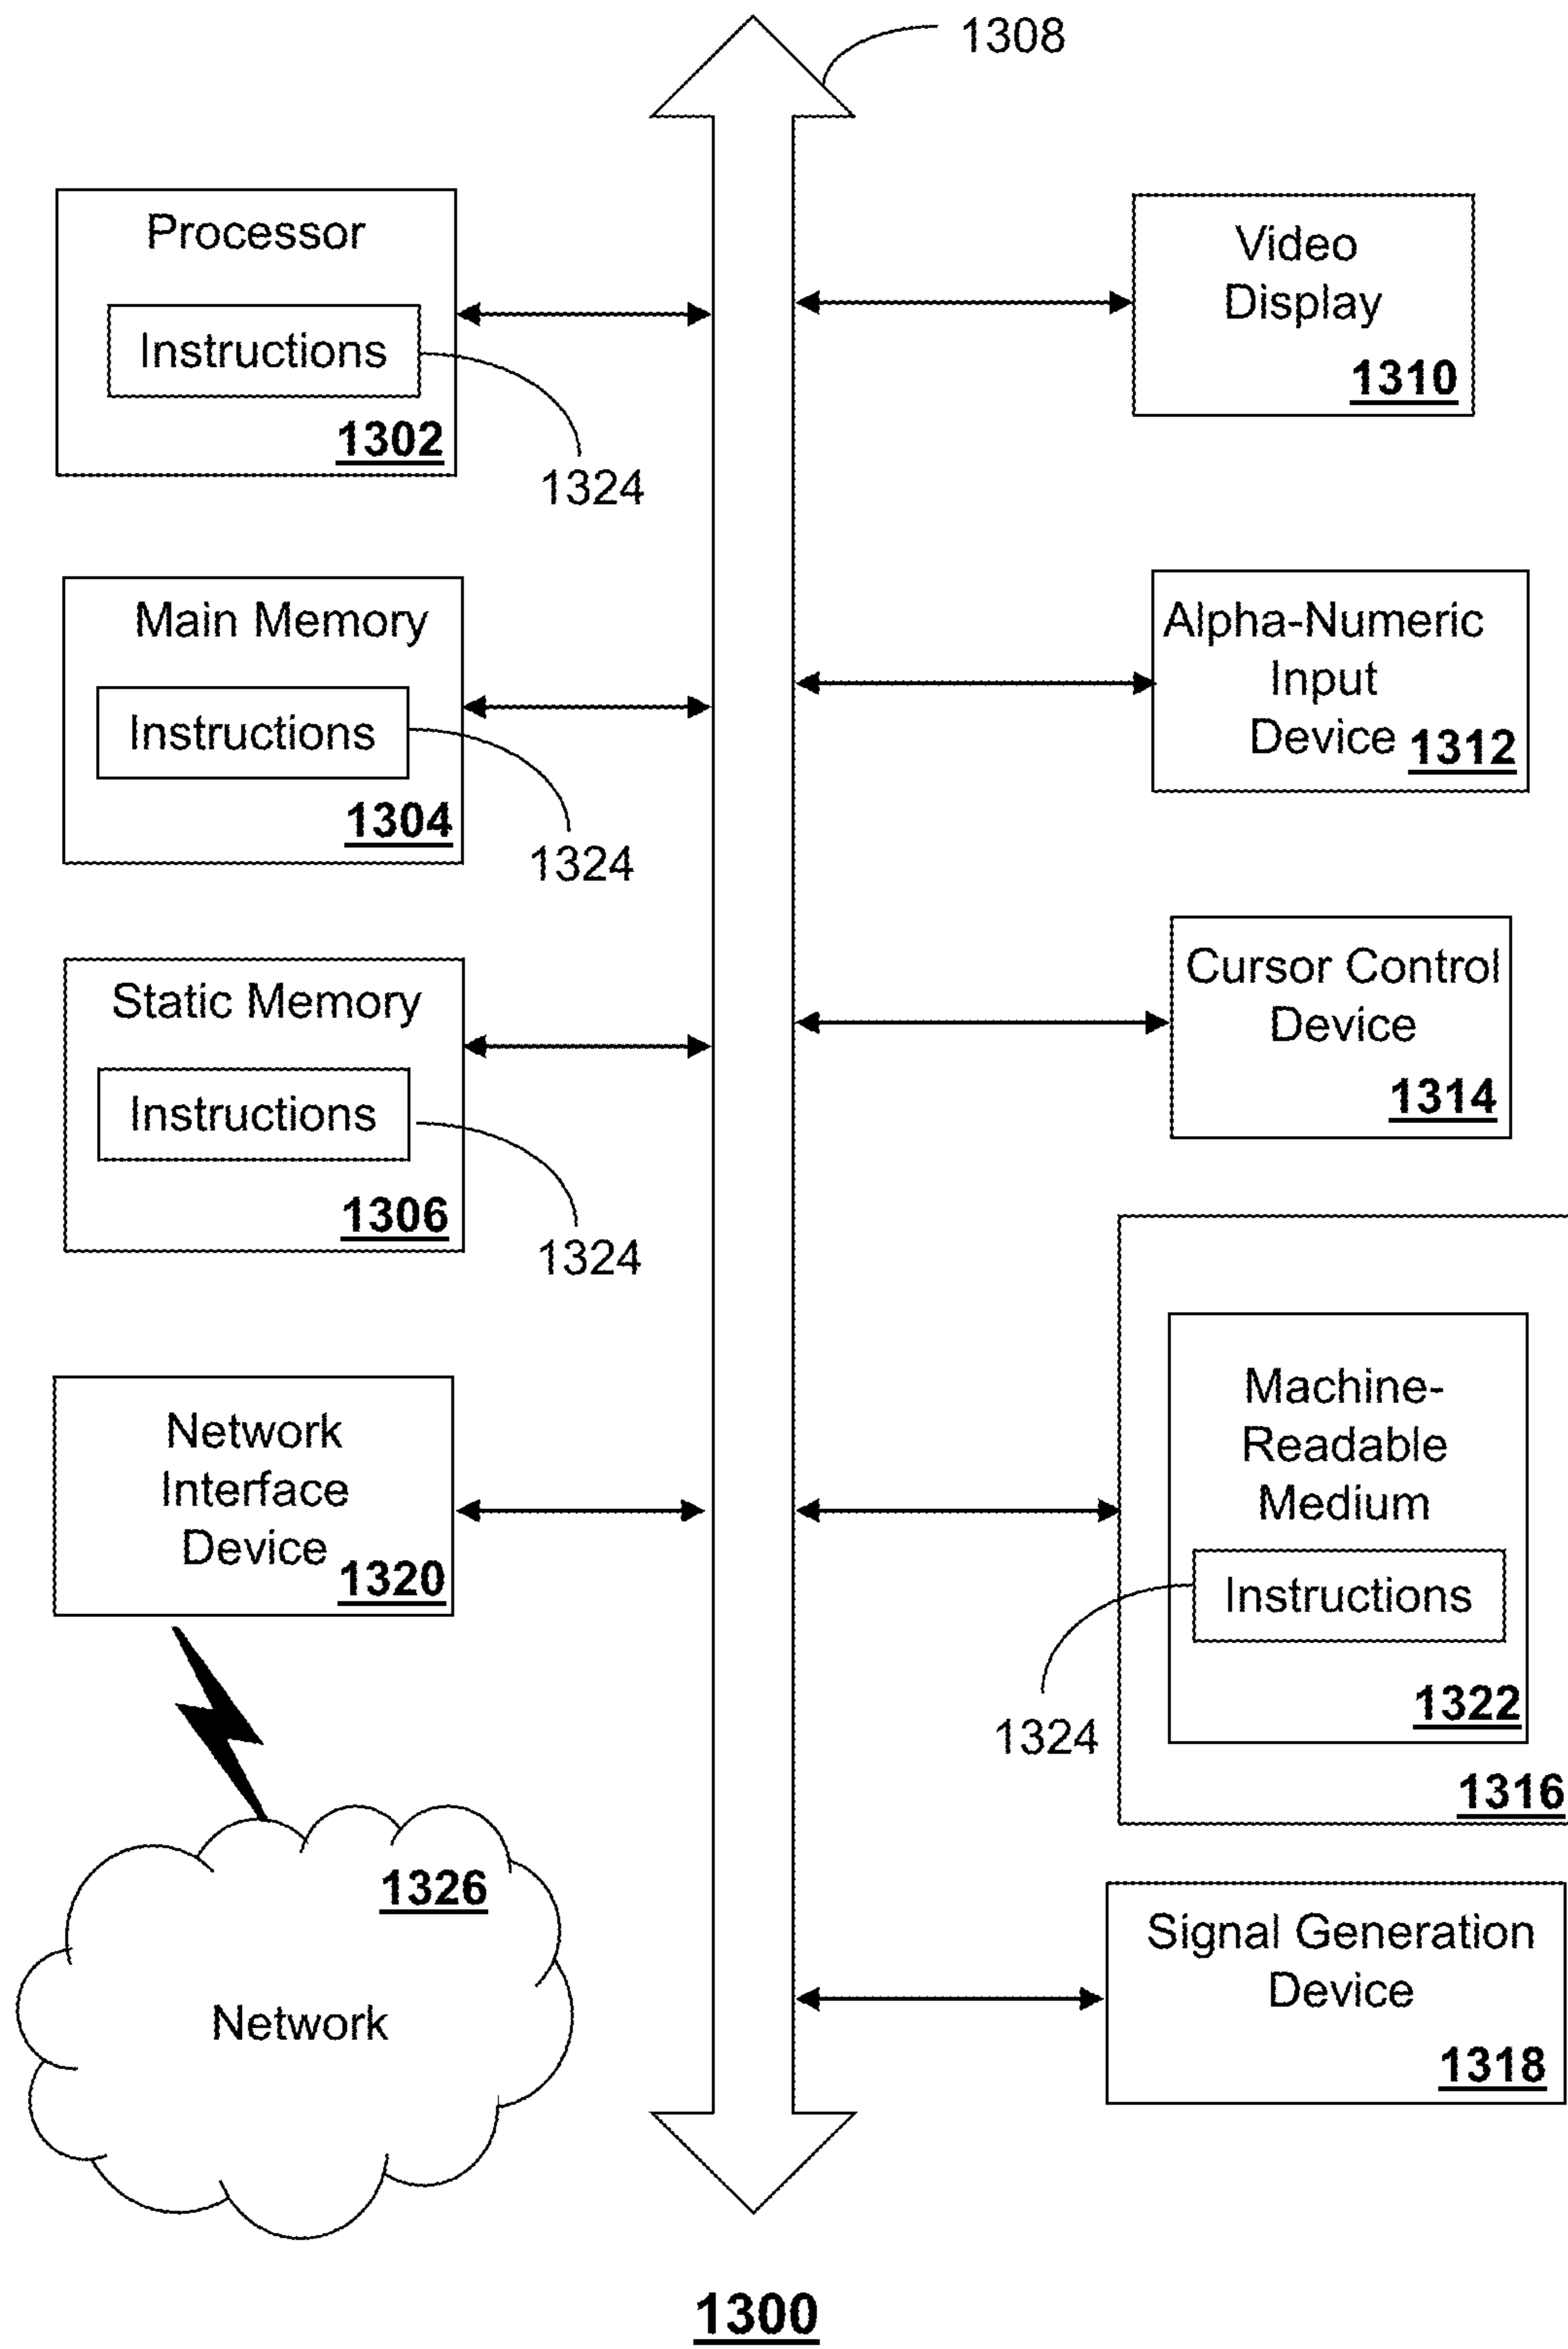 1308
Processor
Instructions
1302
1324
Main Memory
Instructions
1304
1324
Static Memory
Instructions
1306
1324
Network
Interface
Device
1320
1326
Network
Video
Display
1310
Alpha-Numeric
Input
Device 1312
Cursor Control
Device
1314
Machine-
Readable
Medium
Instructions
1324
1322
1316
Signal Generation
Device
1318
1300